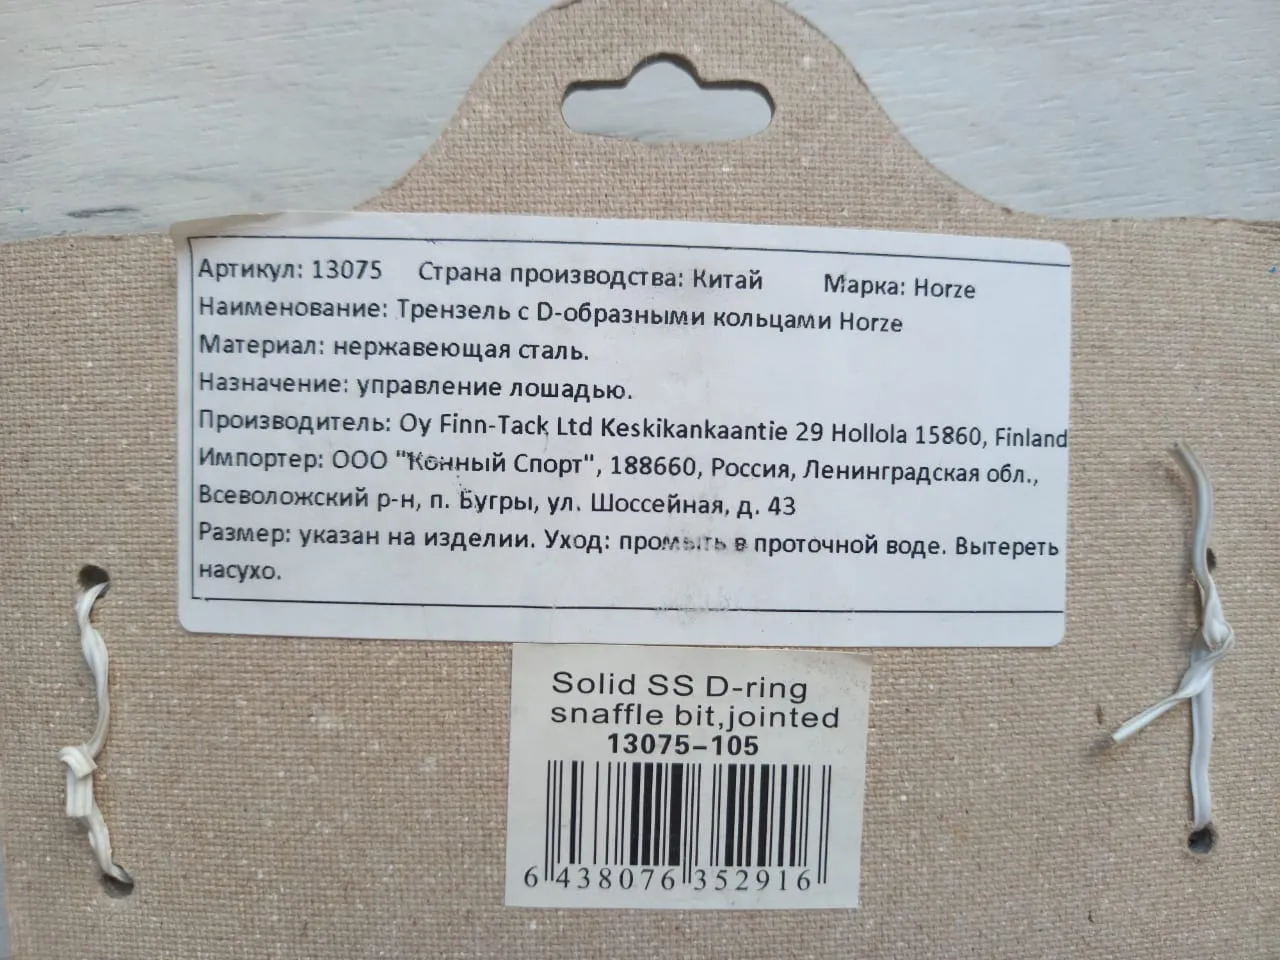 Артикул: 13075 Страна производства: Китай Марка: Horze
Наименование: Трензель с D-образными кольцами Horze
Материал: нержавеющая сталь.
Назначение: управление лошадью.
Производитель: Oy Finn-Tack Ltd Keskikankaantie 29 Hollola 15860, Finland
Импортер: ООО "Конный Спорт", 188660, Россия, Ленинградская обл.,
Всеволожский р-н, п. Бугры, ул. Шоссейная, д. 43
Размер: указан на изделии. Уход: промыть в проточной воде. Вытереть
насухо.
Solid SS D-ring
snaffle bit,jointed
13075-105
6 438076 352916